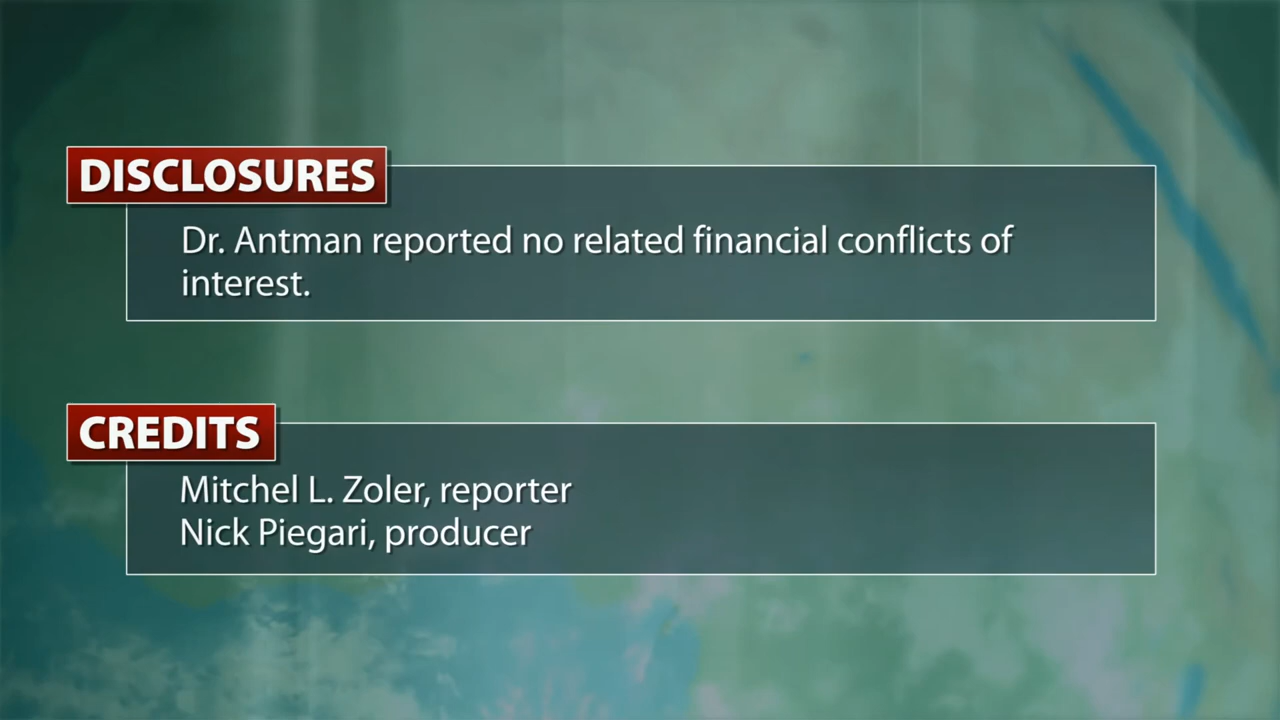 DISCLOSURES
Dr. Antman reported no related financial conflicts of
interest.
CREDITS
Mitchel L. Zoler, reporter
Nick Piegari, producer